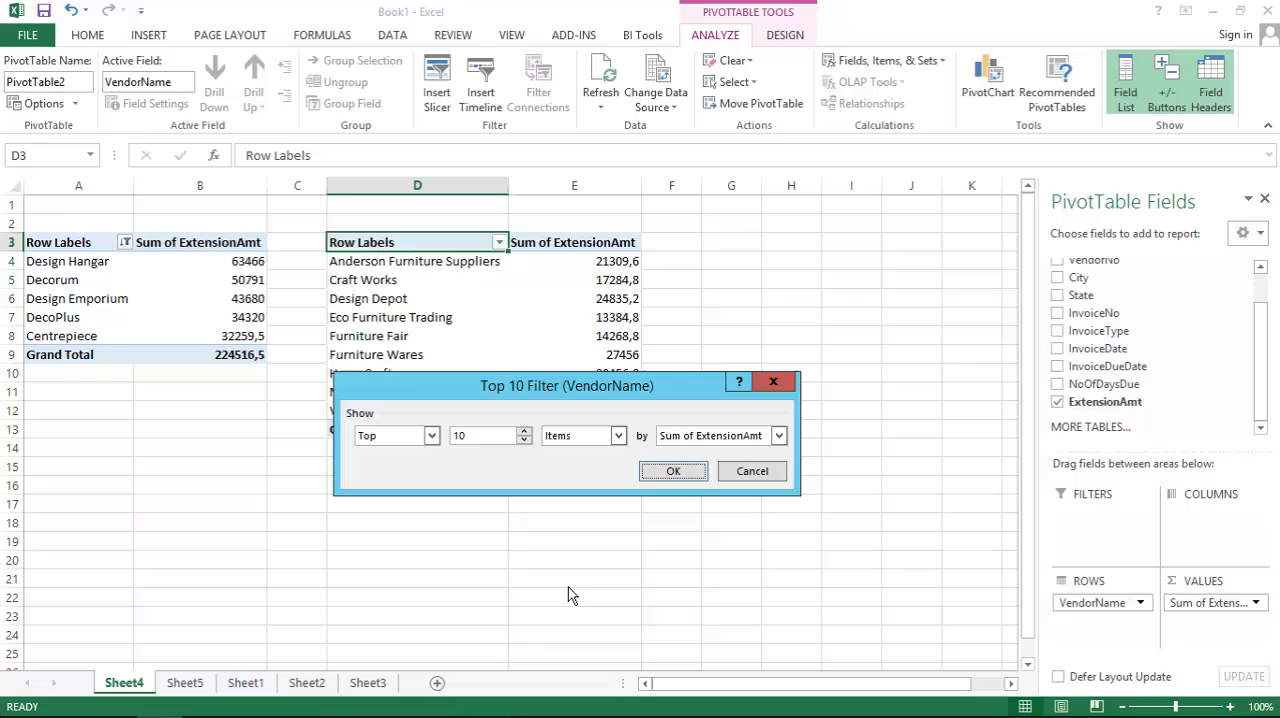 Book1 - Excel
PIVOTTABLE TOOLS
?
FILE HOME INSERT PAGE LAYOUT FORMULAS DATA REVIEW VIEW ADD-INS BI Tools ANALYZE DESIGN Sign in
PivotTable Name:
PivotTable2
Options
PivotTable
Active Field:
VendorName
Field Settings
Drill Down
Drill Up
Active Field
Group Selection
Ungroup
Group Field
Group
Insert Slicer
Insert Timeline
Filter Connections
Filter
Refresh
Change Data Source
Data
Clear
Select
Move PivotTable
Actions
Fields, Items, & Sets
OLAP Tools
Relationships
Calculations
PivotChart
Recommended PivotTables
Tools
Field List
+/- Buttons
Field Headers
Show
D3 fx Row Labels
A B C D E F G H I J K
1
2
3 Row Labels Sum of ExtensionAmt Row Labels Sum of ExtensionAmt
4 Design Hangar 63466 Anderson Furniture Suppliers 21309,6
5 Decorum 50791 Craft Works 17284,8
6 Design Emporium 43680 Design Depot 24835,2
7 DecoPlus 34320 Eco Furniture Trading 13384,8
8 Centrepiece 32259,5 Furniture Fair 14268,8
9 Grand Total 224516,5 Furniture Wares 27456
10
11
12
13
14
15
16
17
18
19
20
21
22
23
24
25
Top 10 Filter (VendorName)
?
Show
Top 10 Items by Sum of ExtensionAmt
OK Cancel
PivotTable Fields
Choose fields to add to report:
VendorNo
City
State
InvoiceNo
InvoiceType
InvoiceDate
InvoiceDueDate
NoOfDaysDue
ExtensionAmt
MORE TABLES...
Drag fields between areas below:
FILTERS COLUMNS
ROWS Σ VALUES
VendorName Sum of Extens...
Defer Layout Update UPDATE
Sheet4 Sheet5 Sheet1 Sheet2 Sheet3
READY 100%